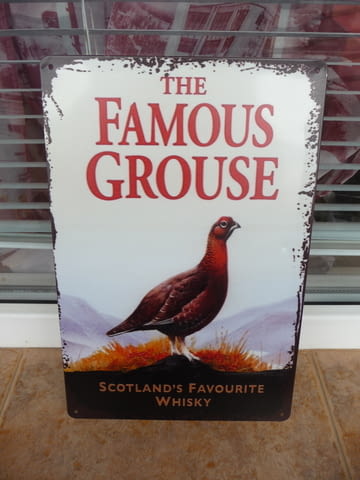 THE
FAMOUS
GROUSE
SCOTLAND'S FAVOURITE
WHISKY